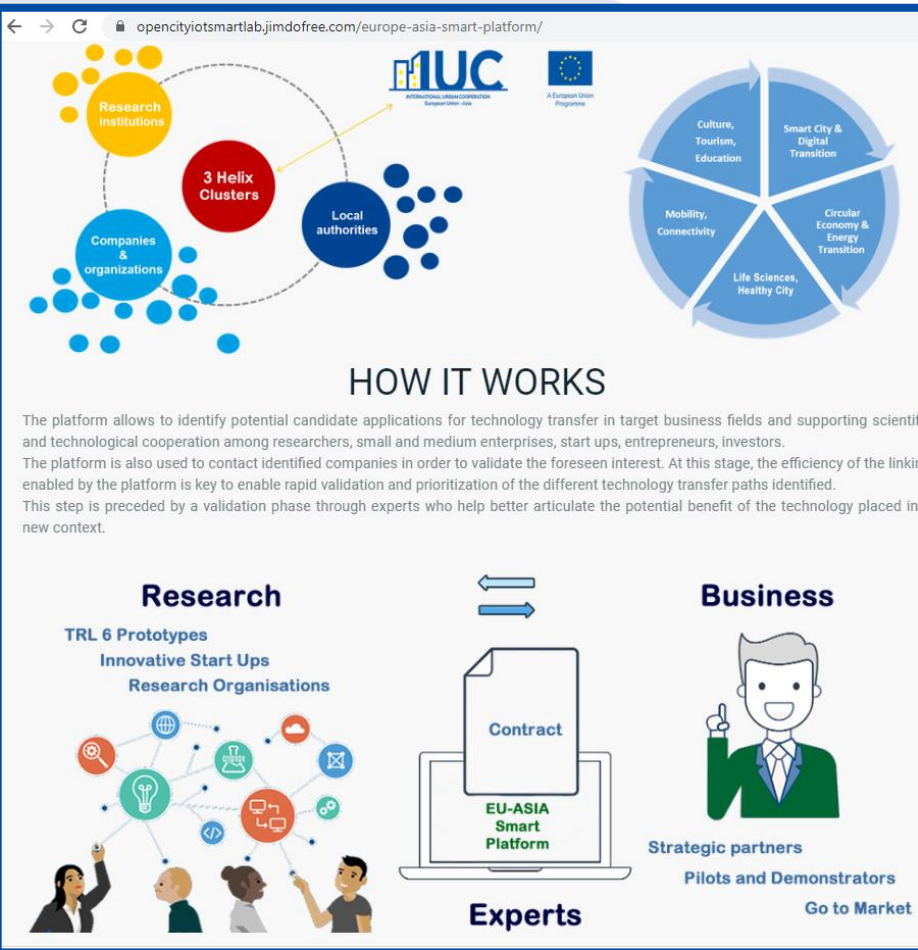 opencityiotsmartlab.jimdofree.com/europe-asia-smart-platform/
Research
institutions
3 Helix
Clusters
Local
authorities
Companies
&
organizations
IUC
INTERNATIONAL URBAN COOPERATION
European Union - Asia
A European Union
Programme
Culture,
Tourism,
Education
Smart City &
Digital
Transition
Mobility,
Connectivity
Circular
Economy &
Energy
Transition
Life Sciences,
Healthy City
HOW IT WORKS
The platform allows to identify potential candidate applications for technology transfer in target business fields and supporting scientif
and technological cooperation among researchers, small and medium enterprises, start ups, entrepreneurs, investors.
The platform is also used to contact identified companies in order to validate the foreseen interest. At this stage, the efficiency of the linkin
enabled by the platform is key to enable rapid validation and prioritization of the different technology transfer paths identified.
This step is preceded by a validation phase through experts who help better articulate the potential benefit of the technology placed in
new context.
Research
TRL 6 Prototypes
Innovative Start Ups
Research Organisations
Contract
EU-ASIA
Smart
Platform
Experts
Business
Strategic partners
Pilots and Demonstrators
Go to Market